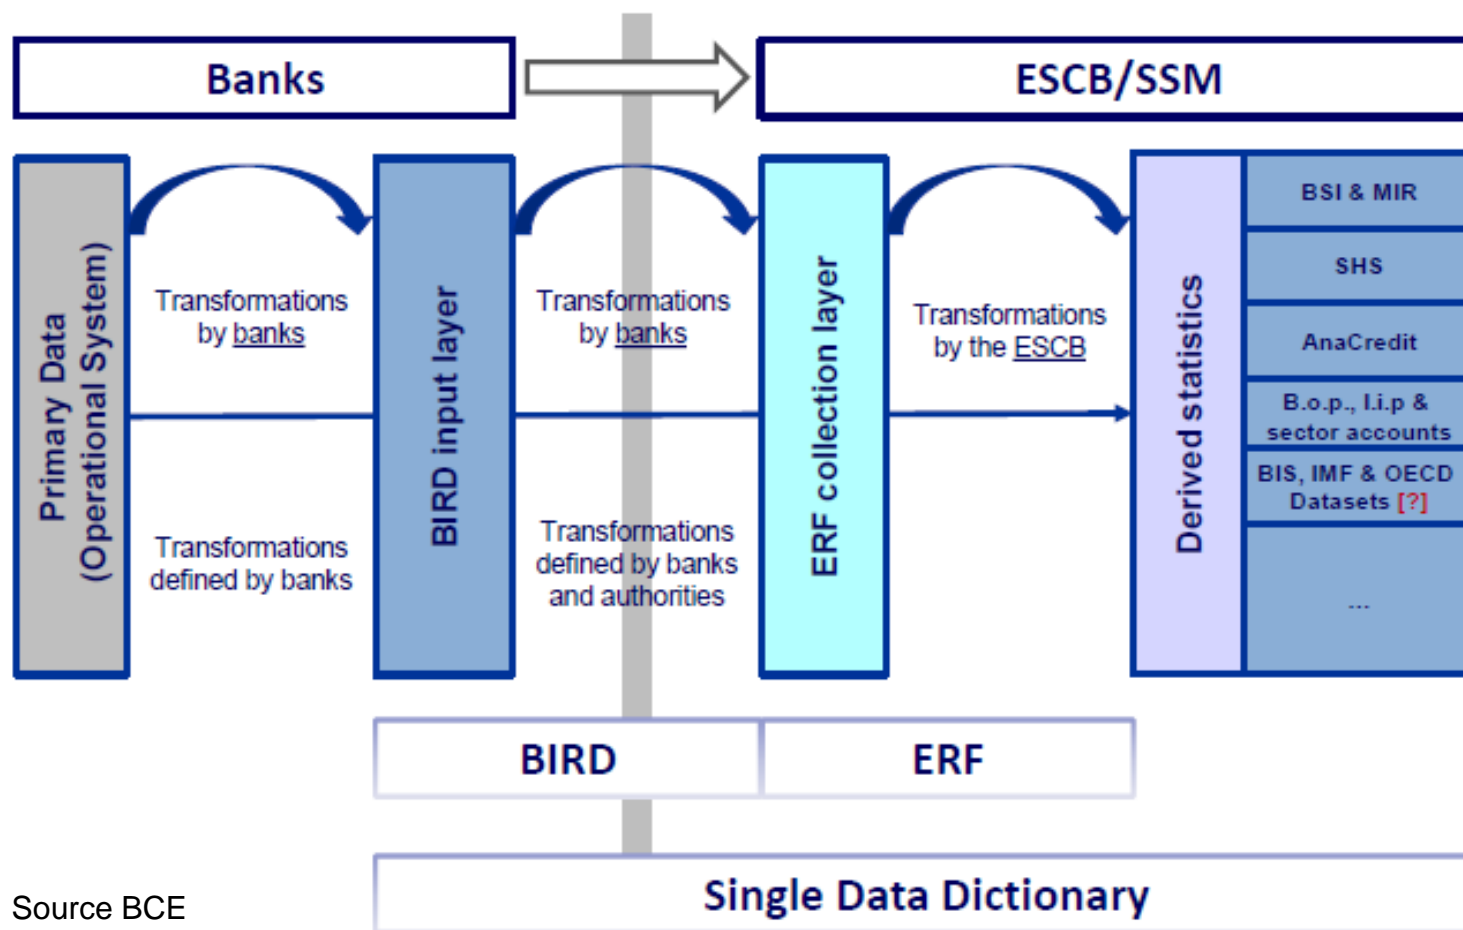 Banks
ESCB/SSM
Primary Data
(Operational System)
Transformations
by banks
Transformations
defined by banks
BIRD input layer
Transformations
by banks
Transformations
defined by banks
and authorities
ERF collection layer
Transformations
by the ESCB
Derived statistics
BSI & MIR
SHS
AnaCredit
B.o.p., I.i.p &
sector accounts
BIS, IMF & OECD
Datasets [?]
...
BIRD
ERF
Single Data Dictionary
Source BCE